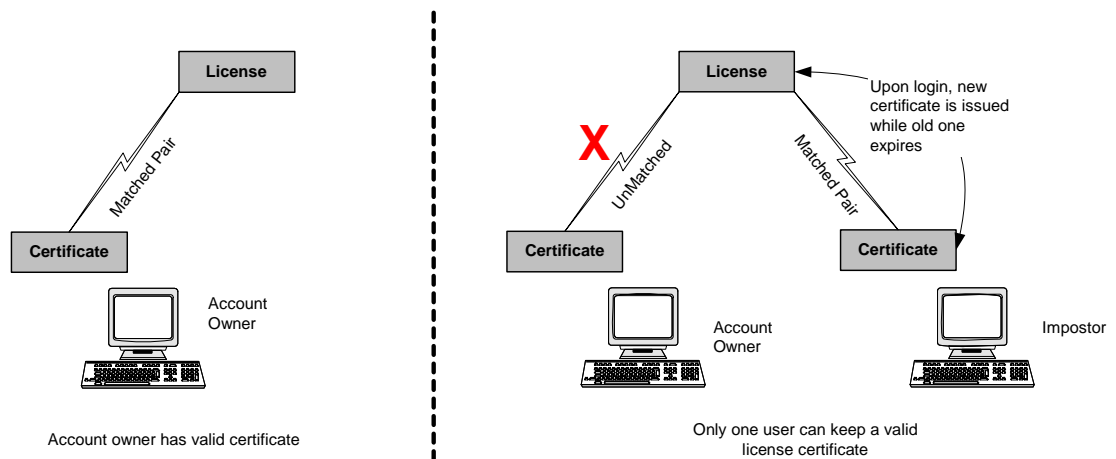 License
Matched Pair
Certificate
Account
Owner
Account owner has valid certificate
License
Upon login, new
certificate is issued
while old one
expires
X
UnMatched
Matched Pair
Certificate
Certificate
Account
Owner
Impostor
Only one user can keep a valid
license certificate